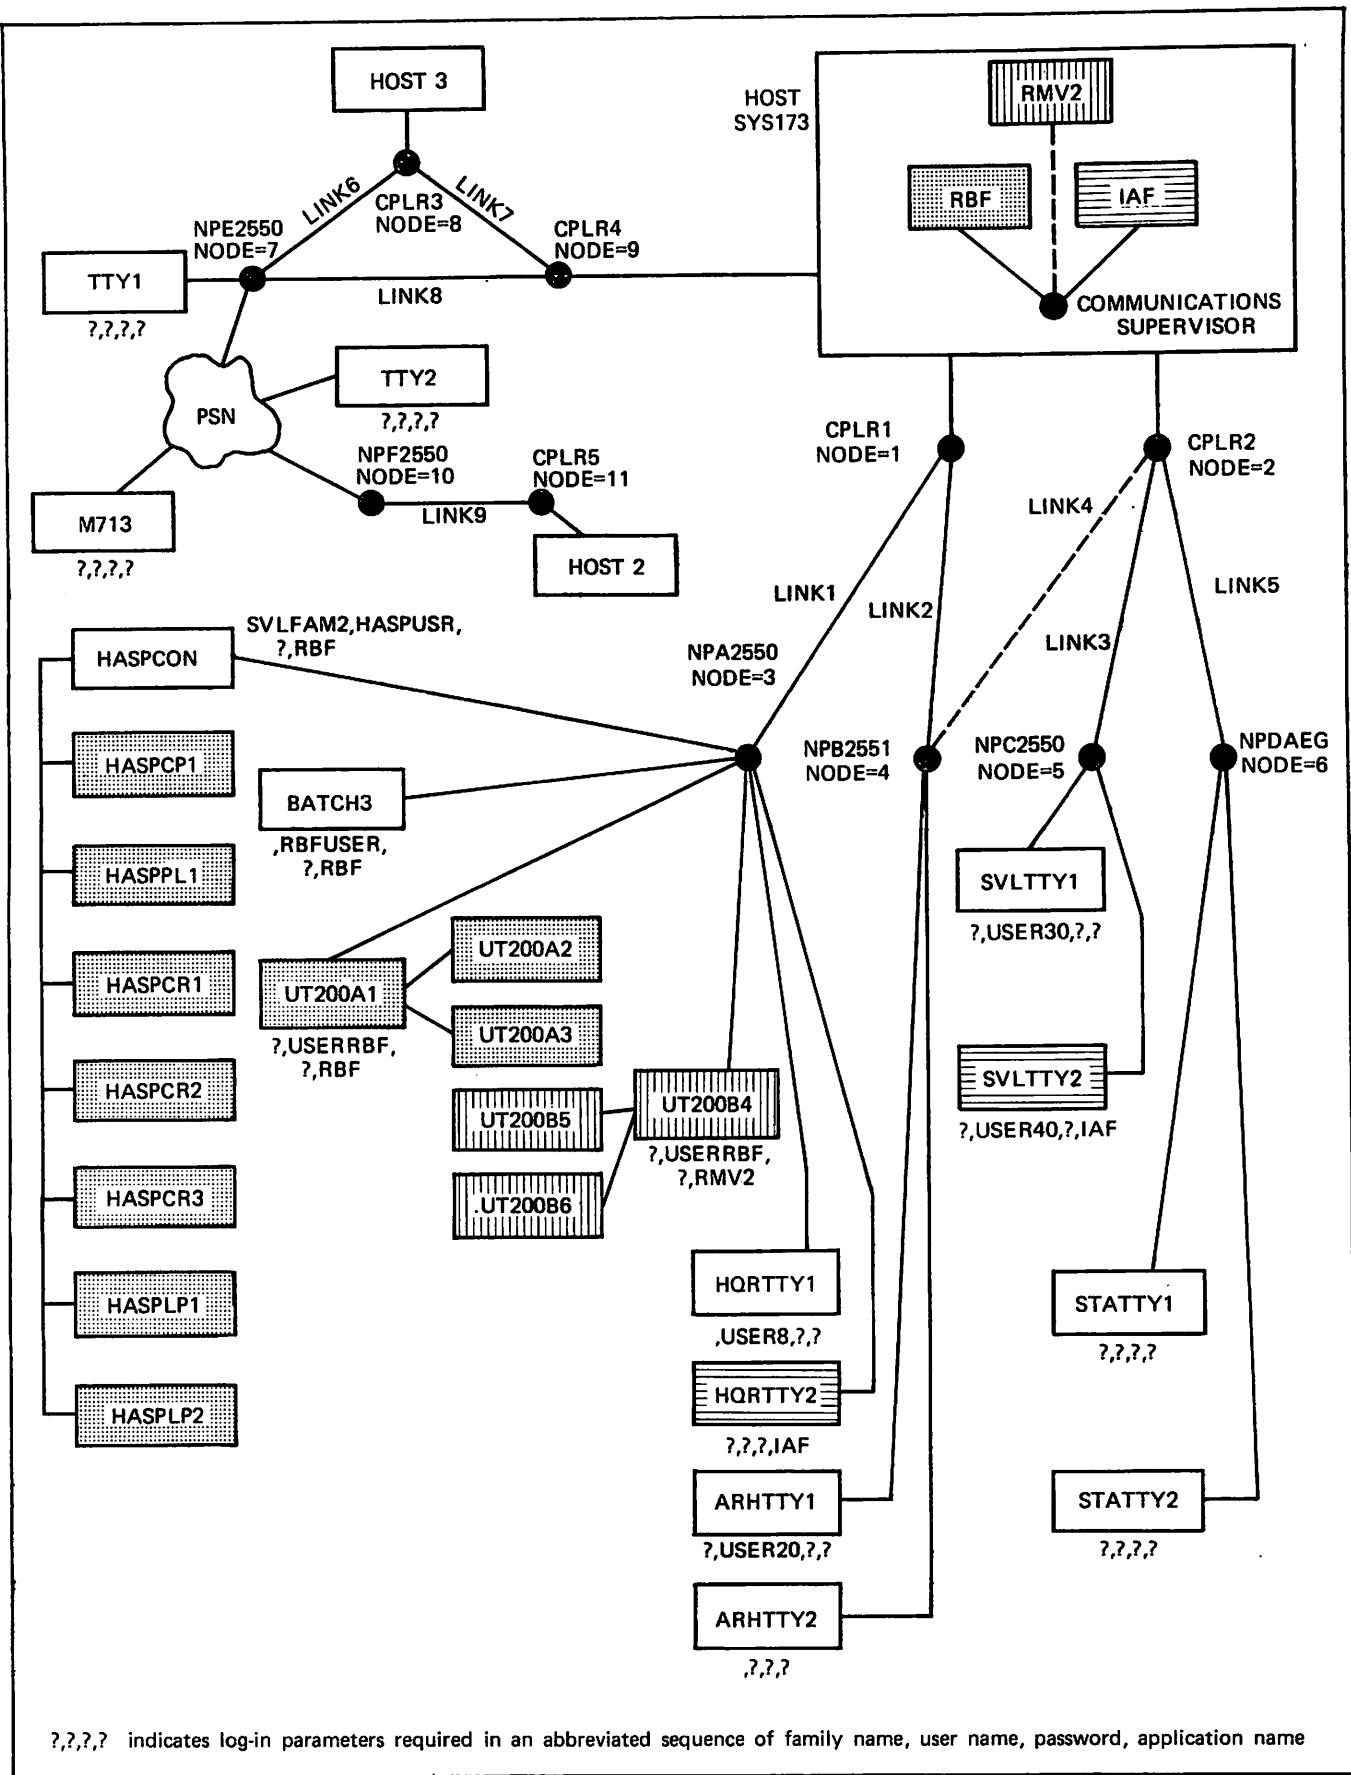 HOST 3
HOST
SYS173
RMV2
RBF
IAF
COMMUNICATIONS
SUPERVISOR
LINK6
LINK7
CPLR3
NODE=8
NPE2550
NODE=7
CPLR4
NODE=9
TTY1
?,?,?,?
LINK8
PSN
TTY2
?,?,?,?
NPF2550
NODE=10
CPLR5
NODE=11
LINK9
M713
?,?,?,?
HOST 2
CPLR1
NODE=1
CPLR2
NODE=2
LINK4
LINK1
LINK2
LINK3
LINK5
HASPCON
SVLFAM2,HASPUSR,
?,RBF
NPA2550
NODE=3
NPB2551
NODE=4
NPC2550
NODE=5
NPDAEG
NODE=6
HASPCP1
BATCH3
,RBFUSER,
?,RBF
HASPPL1
SVLTTY1
?,USER30,?,?
HASPCR1
UT200A1
?,USERRBF,
?,RBF
UT200A2
UT200A3
HASPCR2
UT200B5
UT200B4
?,USERRBF,
?,RMV2
SVLTTY2
?,USER40,?,IAF
HASPCR3
.UT200B6
HASPLP1
HQRTTY1
,USER8,?,?
STATTY1
?,?,?,?
HASPLP2
HQRTTY2
?,?,?,IAF
ARHTTY1
?,USER20,?,?
STATTY2
?,?,?,?
ARHTTY2
,?,?,?
?,?,?,? indicates log-in parameters required in an abbreviated sequence of family name, user name, password, application name